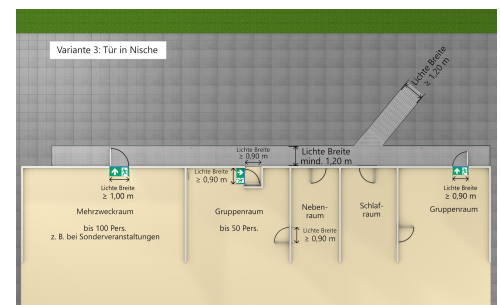 Variante 3: Tür in Nische
Lichte Breite
≥ 1,20 m
Lichte Breite
≥ 0,90 m
Lichte Breite
mind. 1,20 m
Lichte Breite
≥ 1,00 m
Lichte Breite
≥ 0,90 m
Lichte Breite
≥ 0,90 m
Mehrzweckraum
bis 100 Pers.
z. B. bei Sonderveranstaltungen
Gruppenraum
bis 50 Pers.
Neben-
raum
Lichte Breite
≥ 0,90 m
Schlaf-
raum
Gruppenraum